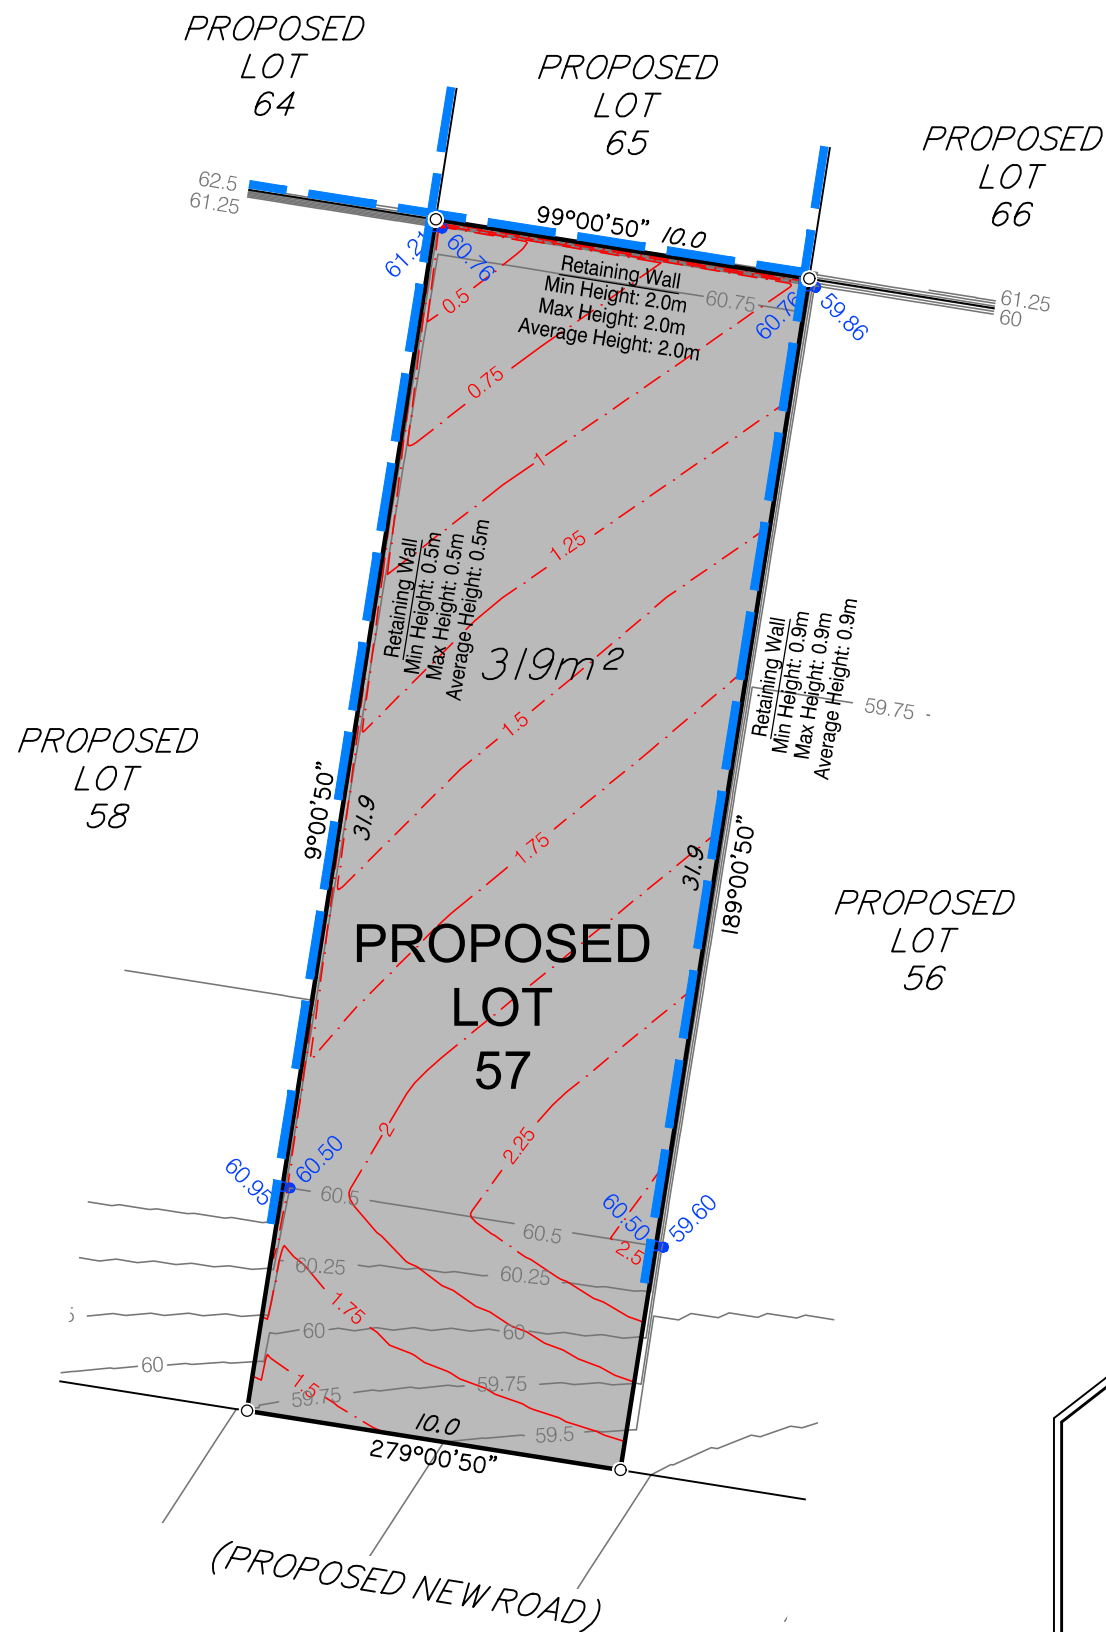 PROPOSED
LOT
64
PROPOSED
LOT
65
PROPOSED
LOT
66
62.5
61.25
99°00'50"
10.0
61.21
60.76
Retaining Wall
Min Height: 2.0m
Max Height: 2.0m
Average Height: 2.0m
60.75
60.76
59.86
61.25
60
0.5
0.75
1
1.25
Retaining Wall
Min Height: 0.5m
Max Height: 0.5m
Average Height: 0.5m
319m²
Retaining Wall
Min Height: 0.9m
Max Height: 0.9m
Average Height: 0.9m
59.75
1.5
PROPOSED
LOT
58
9°00'50"
31.9
1.75
31.9
189°00'50"
PROPOSED
LOT
56
PROPOSED
LOT
57
2
2.25
60.95
60.50
60.5
60.5
60.50
59.60
2.5
60.25
60.25
1.75
60
60
60
1.5
59.75
59.75
59.5
10.0
279°00'50"
(PROPOSED NEW ROAD)